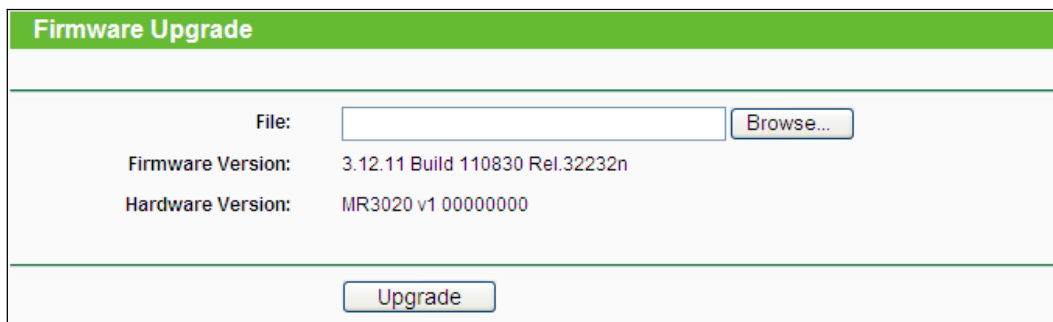 Firmware Upgrade
File: Browse...
Firmware Version: 3.12.11 Build 110830 Rel.32232n
Hardware Version: MR3020 v1 00000000
Upgrade